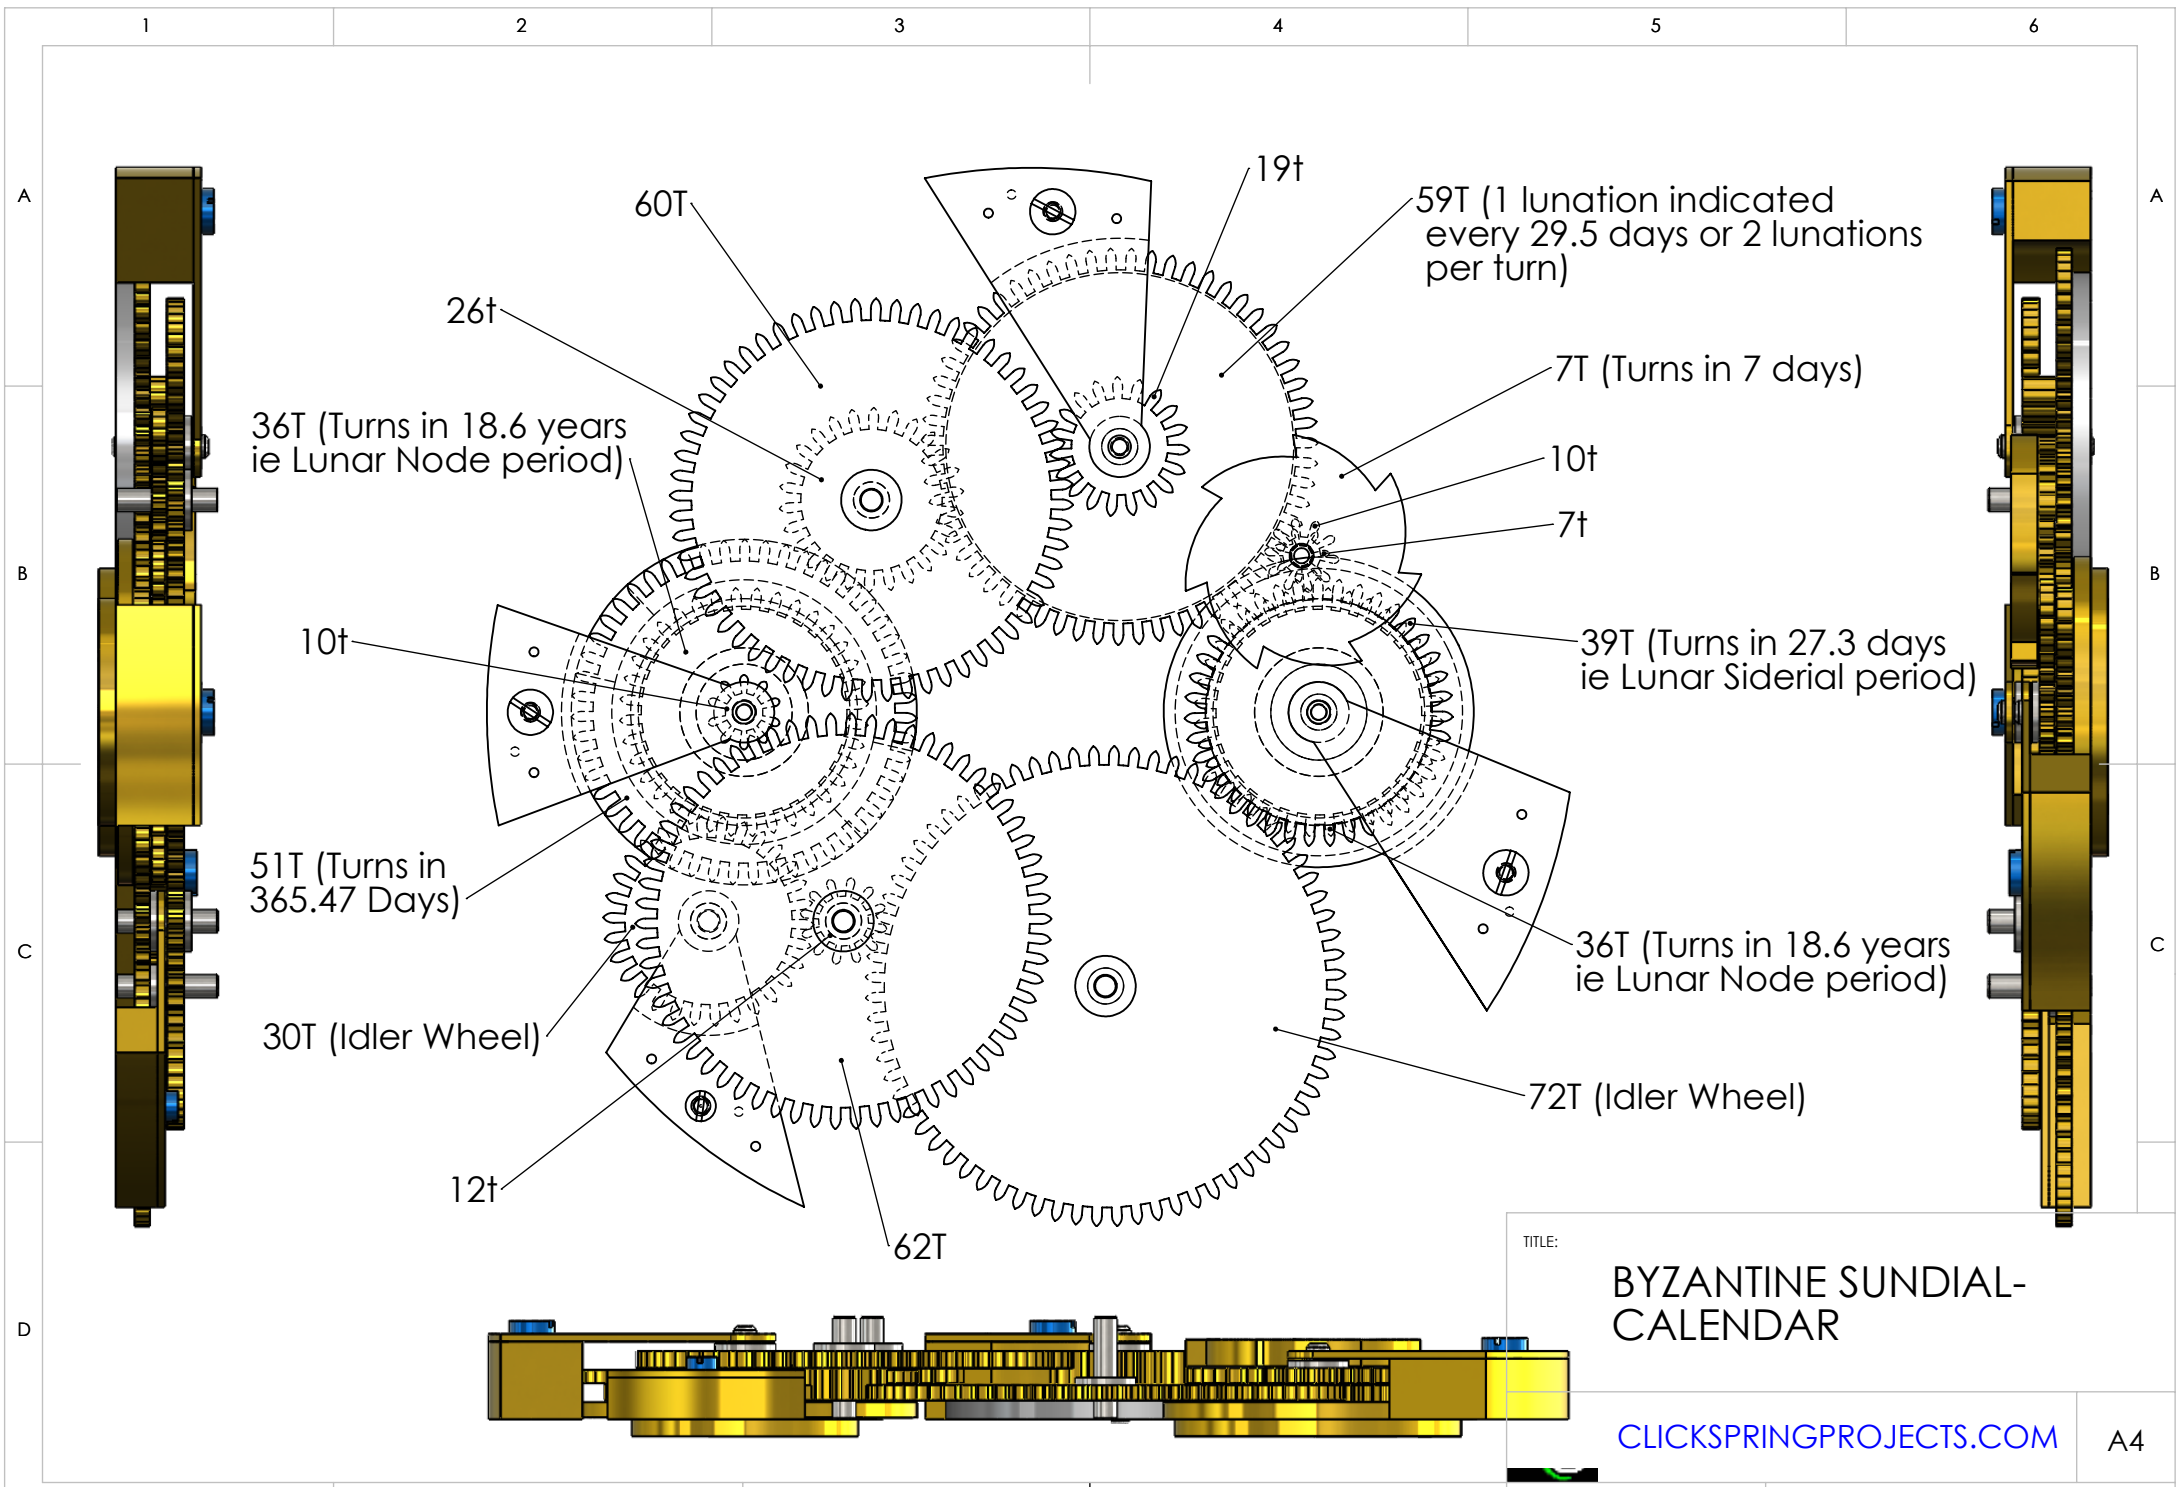 1 2 3 4 5 6
A
A
19t
60T
59T (1 lunation indicated
every 29.5 days or 2 lunations
per turn)
26t
7T (Turns in 7 days)
36T (Turns in 18.6 years
ie Lunar Node period)
10t
7t
B
B
10t
39T (Turns in 27.3 days
ie Lunar Siderial period)
51T (Turns in
365.47 Days)
C
C
36T (Turns in 18.6 years
ie Lunar Node period)
30T (Idler Wheel)
72T (Idler Wheel)
12t
62T
D
TITLE:
BYZANTINE SUNDIAL-
CALENDAR
CLICKSPRINGPROJECTS.COM
A4